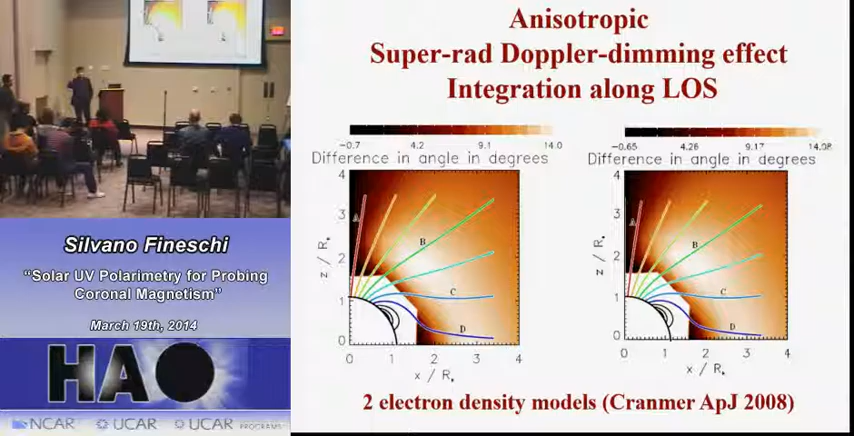 Anisotropic
Super-rad Doppler-dimming effect
Integration along LOS
−0.7 4.2 9.1 14.0
Difference in angle in degrees
−0.65 4.26 9.17 14.08
Difference in angle in degrees
4
3
2
1
0
z / R*
A
B
C
D
0 1 2 3 4
x / R*
4
3
2
1
0
z / R*
A
B
C
D
0 1 2 3 4
x / R*
2 electron density models (Cranmer ApJ 2008)
Silvano Fineschi
“Solar UV Polarimetry for Probing
Coronal Magnetism”
March 19th, 2014
HAO
NCAR UCAR UCAR PROGRAMS